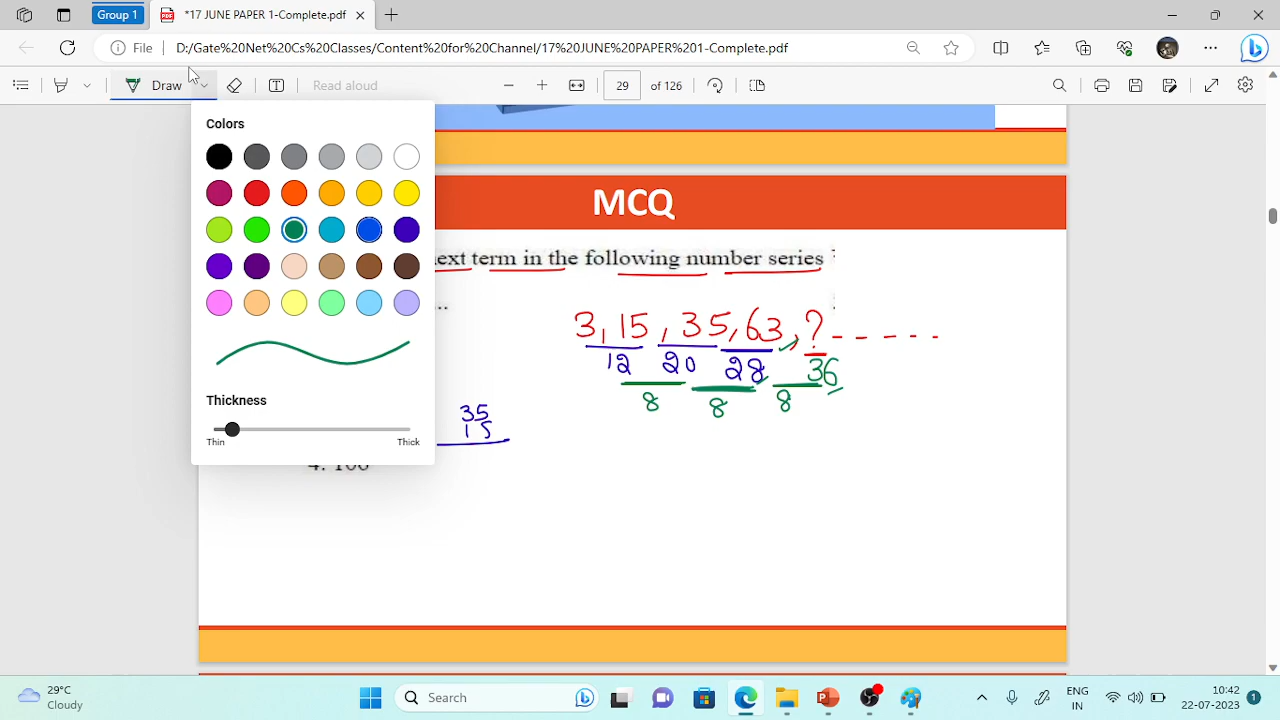 Group 1
*17 JUNE PAPER 1-Complete.pdf
File
D:/Gate%20Net%20Cs%20Classes/Content%20for%20Channel/17%20JUNE%20PAPER%201-Complete.pdf
Draw
Read aloud
29 of 126
Colors
MCQ
next term in the following number series
...
3, 15, 35, 63, ? - - - - -
12 20 28 36
8 8 8
Thickness
35
15
Thin Thick
4. 100
29°C
Cloudy
Search
ENG
IN
10:42
22-07-2023
1